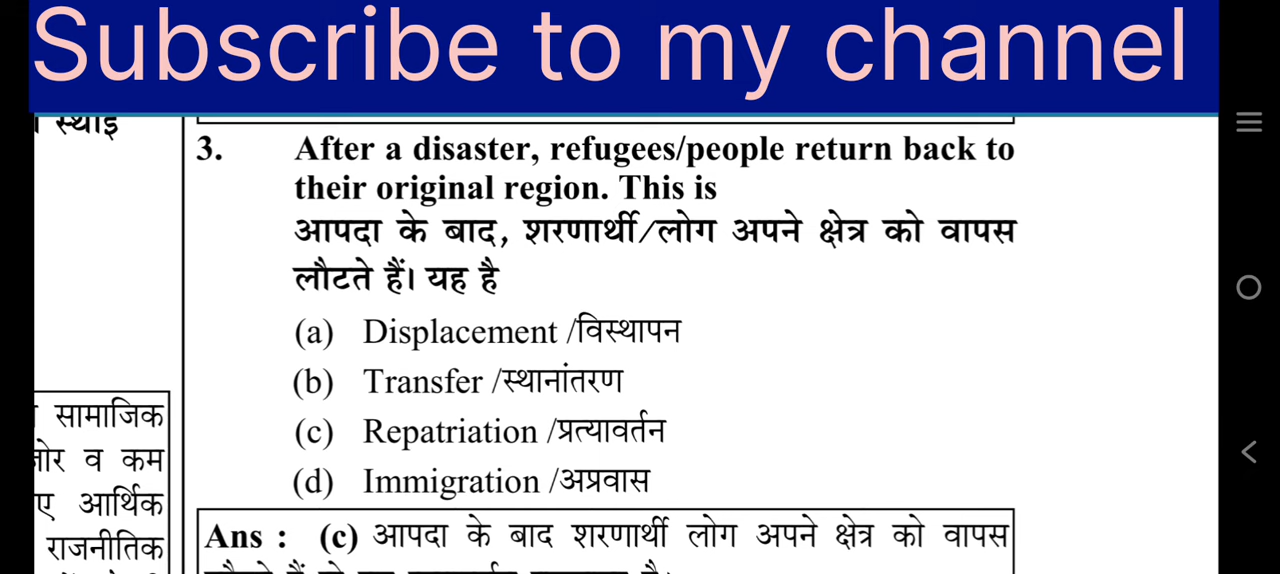 Subscribe to my channel
स्थाई
3. After a disaster, refugees/people return back to
their original region. This is
आपदा के बाद, शरणार्थी/लोग अपने क्षेत्र को वापस
लौटते हैं। यह है
(a) Displacement /विस्थापन
(b) Transfer /स्थानांतरण
(c) Repatriation /प्रत्यावर्तन
(d) Immigration /अप्रवास
सामाजिक
व कम
आर्थिक
राजनीतिक
Ans : (c) आपदा के बाद शरणार्थी लोग अपने क्षेत्र को वापस